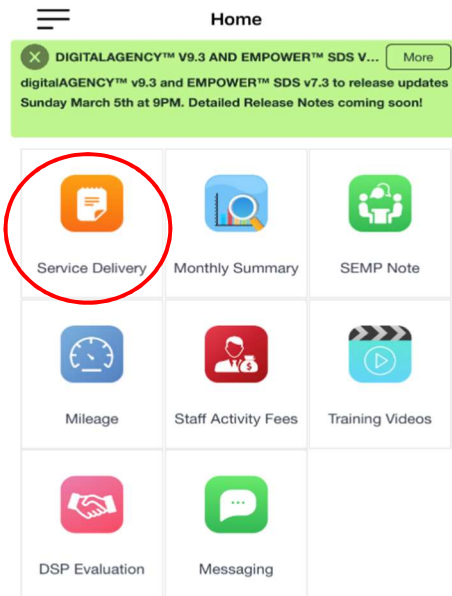 Home
DIGITALAGENCY™ V9.3 AND EMPOWER™ SDS V... More
digitalAGENCY™ v9.3 and EMPOWER™ SDS v7.3 to release updates
Sunday March 5th at 9PM. Detailed Release Notes coming soon!
Service Delivery Monthly Summary SEMP Note
Mileage Staff Activity Fees Training Videos
DSP Evaluation Messaging